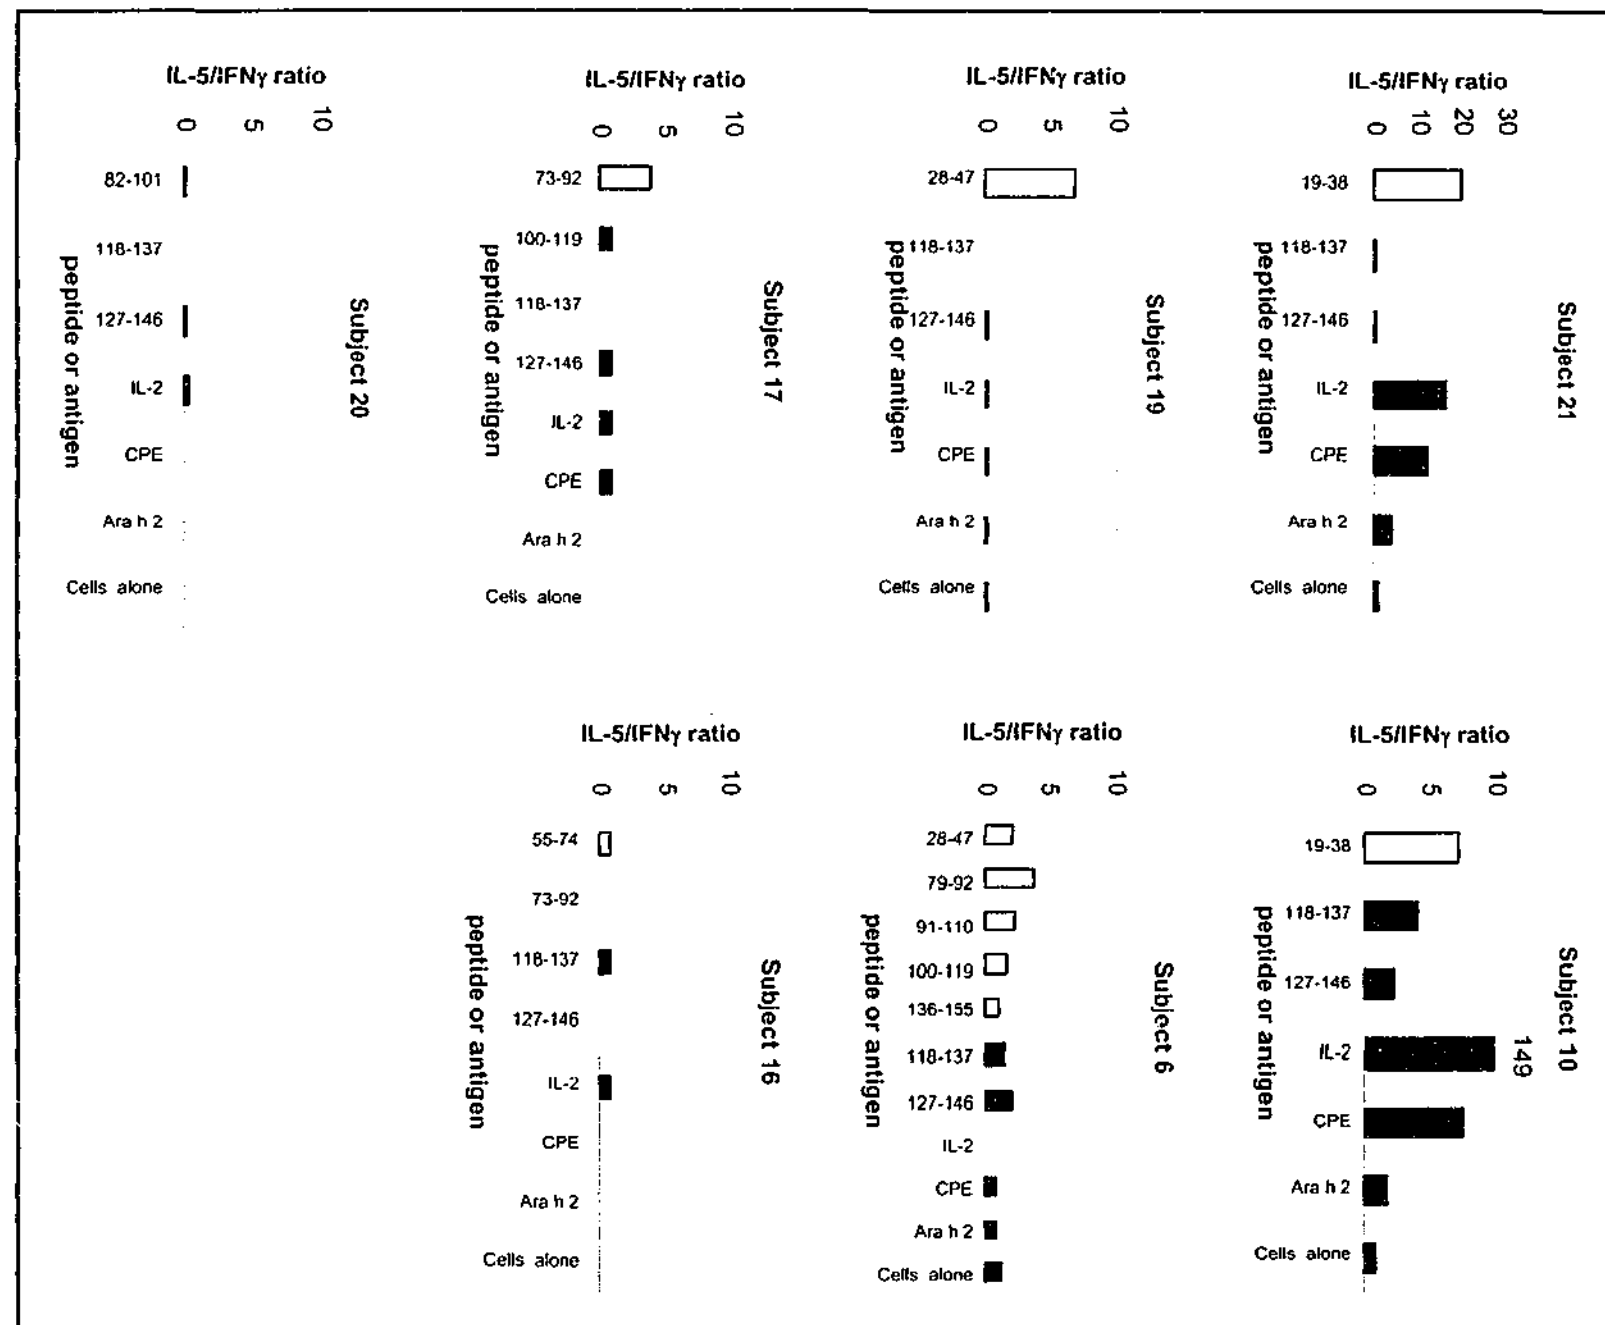 IL-5/IFNγ ratio
0
5
10
82-101
118-137
127-146
IL-2
CPE
Ara h 2
Cells alone
peptide or antigen
Subject 20
IL-5/IFNγ ratio
0
5
10
73-92
100-119
118-137
127-146
IL-2
CPE
Ara h 2
Cells alone
peptide or antigen
Subject 17
IL-5/IFNγ ratio
0
5
10
28-47
118-137
127-146
IL-2
CPE
Ara h 2
Cells alone
peptide or antigen
Subject 19
IL-5/IFNγ ratio
0
10
20
30
19-38
118-137
127-146
IL-2
CPE
Ara h 2
Cells alone
peptide or antigen
Subject 21
IL-5/IFNγ ratio
0
5
10
55-74
73-92
118-137
127-146
IL-2
CPE
Ara h 2
Cells alone
peptide or antigen
Subject 16
IL-5/IFNγ ratio
0
5
10
28-47
79-92
91-110
100-119
136-155
118-137
127-146
IL-2
CPE
Ara h 2
Cells alone
peptide or antigen
Subject 6
IL-5/IFNγ ratio
0
5
10
19-38
118-137
127-146
IL-2
CPE
Ara h 2
Cells alone
peptide or antigen
149
Subject 10